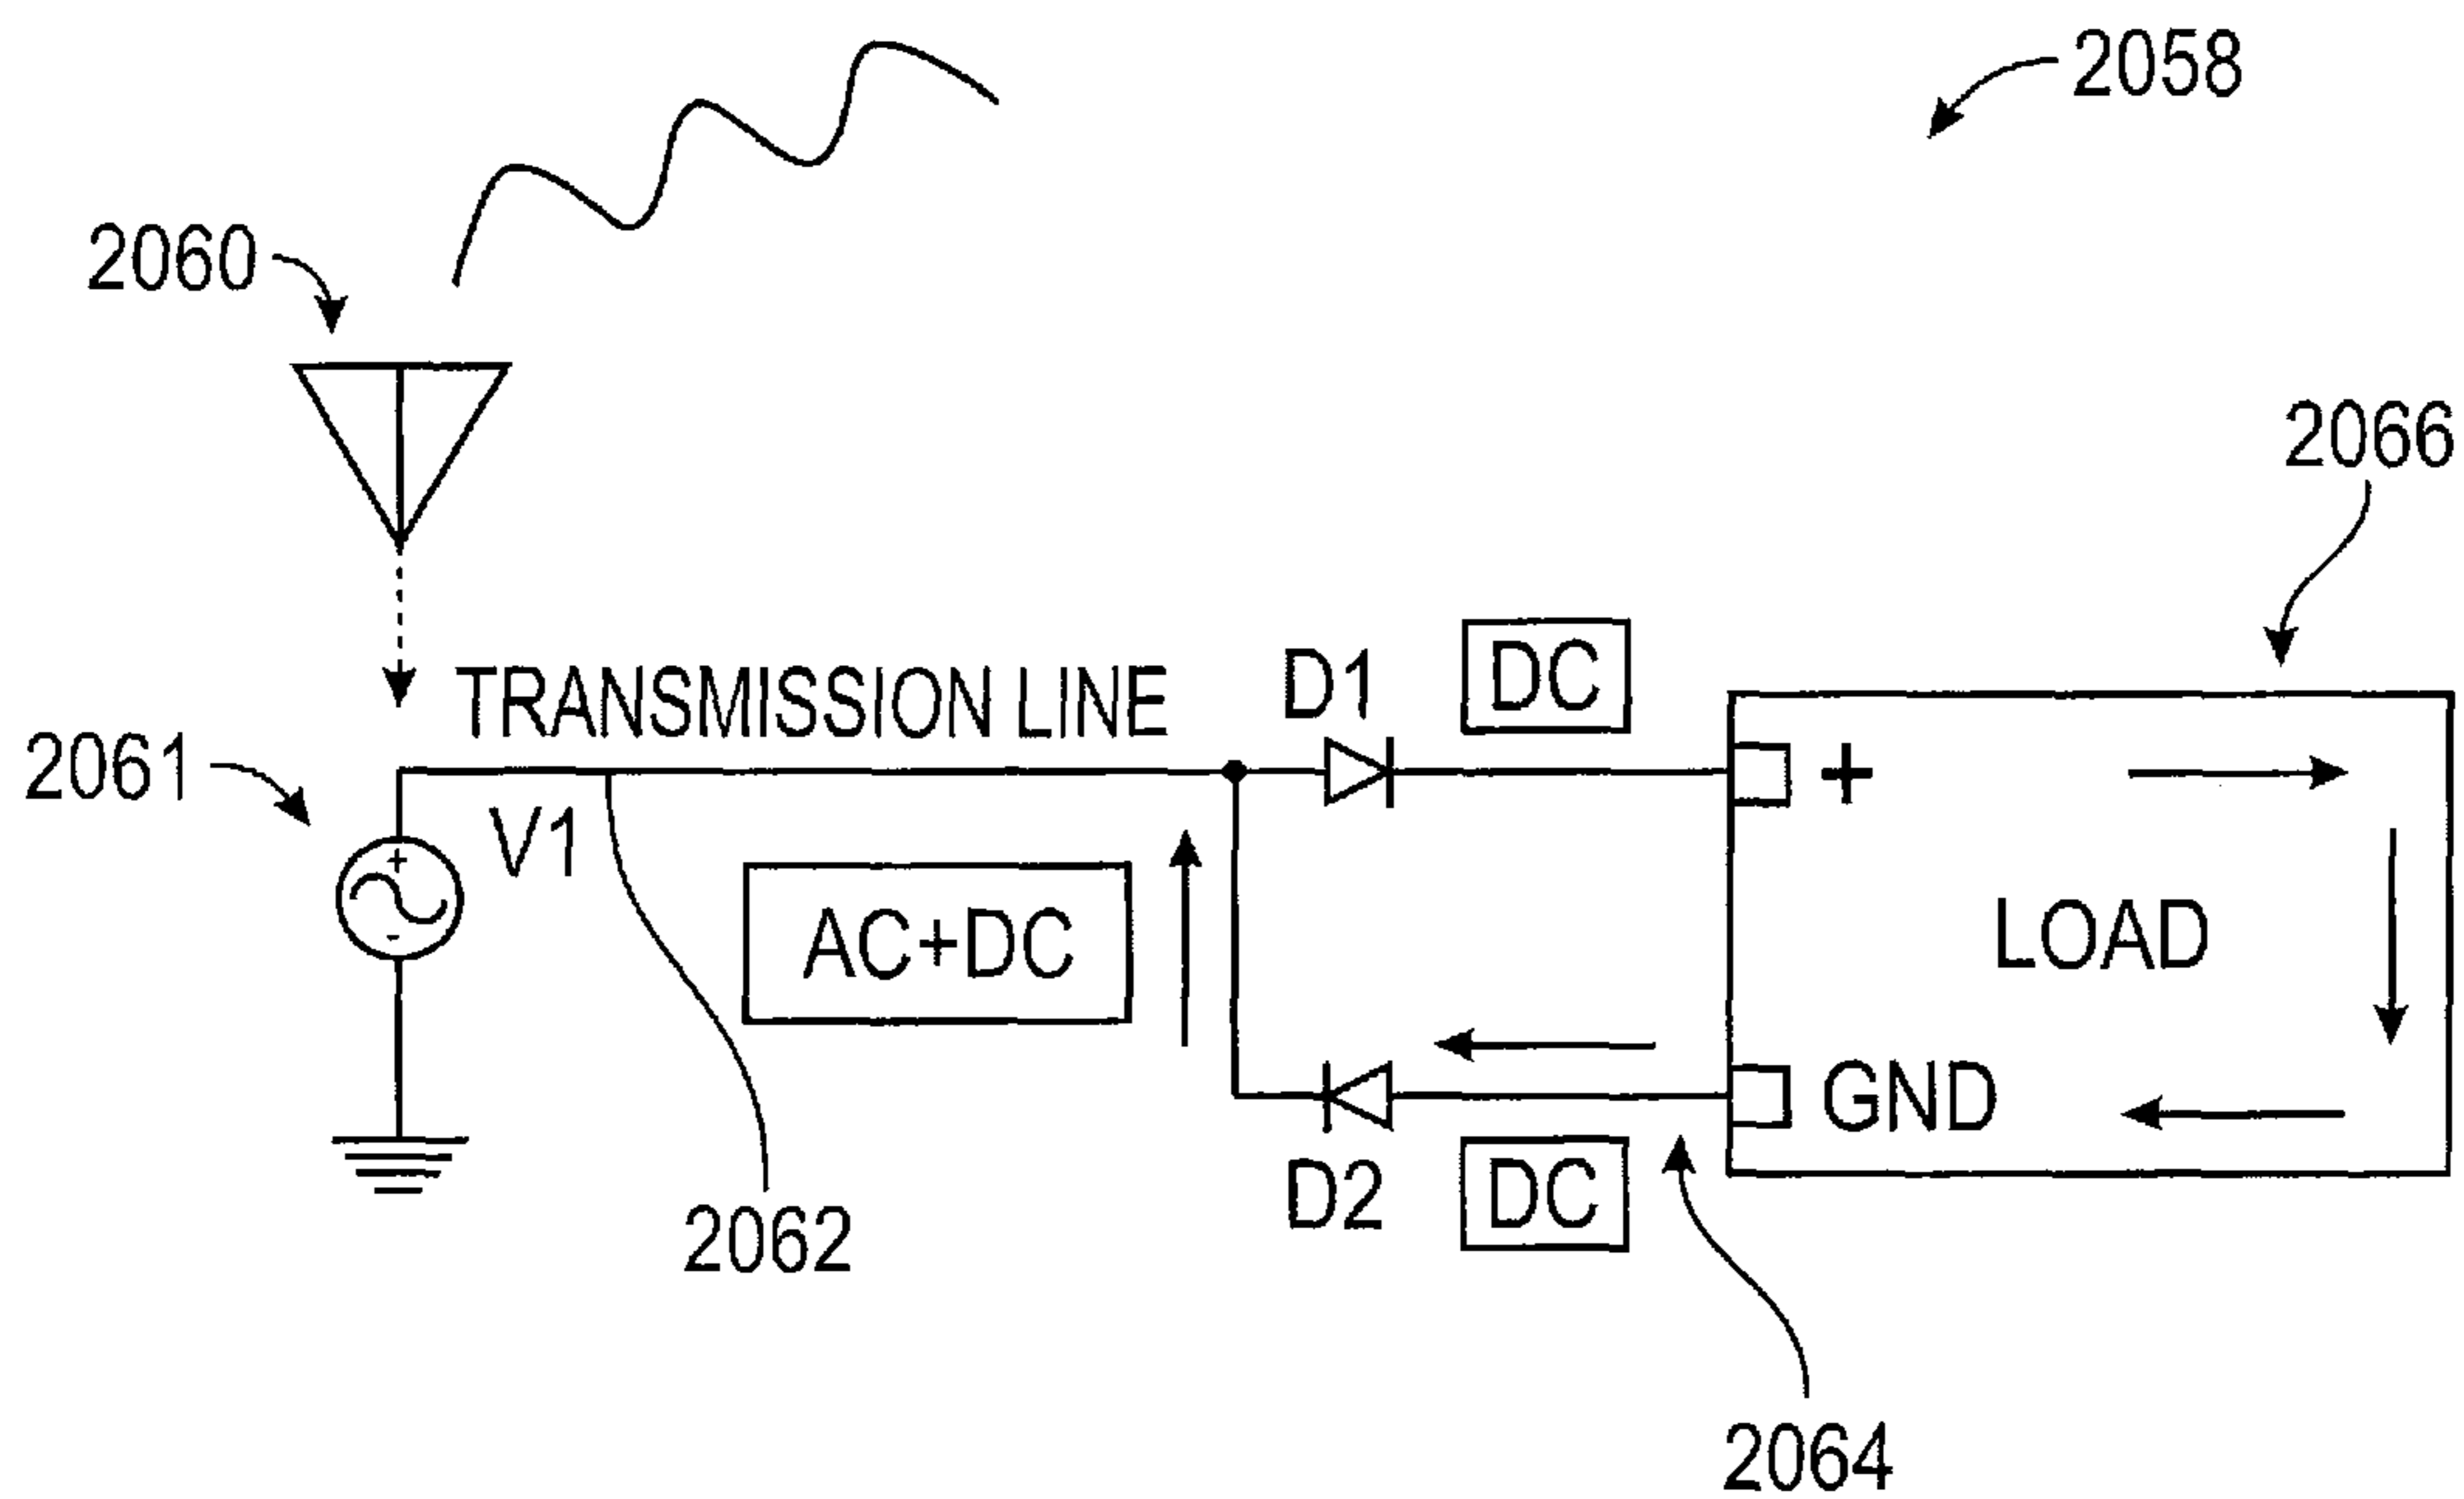 2058
2060
2066
TRANSMISSION LINE
D1
DC
2061
V1
+
+
-
AC+DC
LOAD
GND
D2
DC
2062
2064